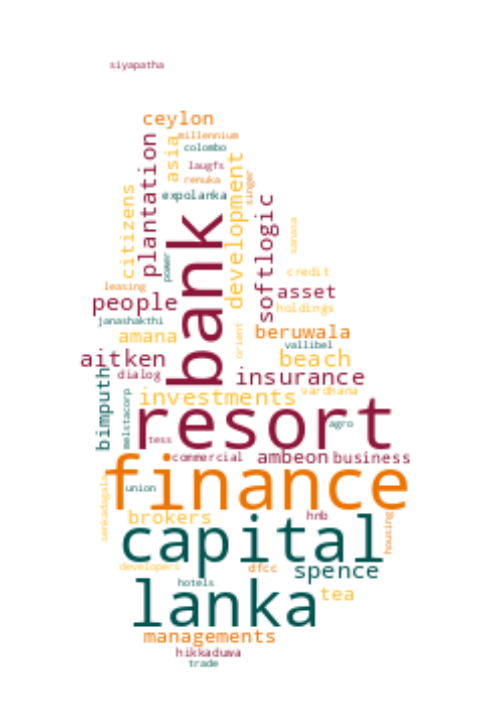 siyapatha
ceylon
millennium
colombo
asia
plantation
laugfs
renuka
singer
expolanka
citizens
development
softlogic
bank
sanasa
power
credit
leasing
asset
people
holdings
janashakthi
orient
beruwala
amana
vallibel
aitken
beach
dialog
insurance
bimputh
melstacorp
investments
vardhana
resort
agro
tess
commercial
ambeon
business
finance
union
senkadagala
brokers
hnb
housing
capital
developers
dfcc
spence
hotels
lanka
tea
managements
hikkaduwa
trade